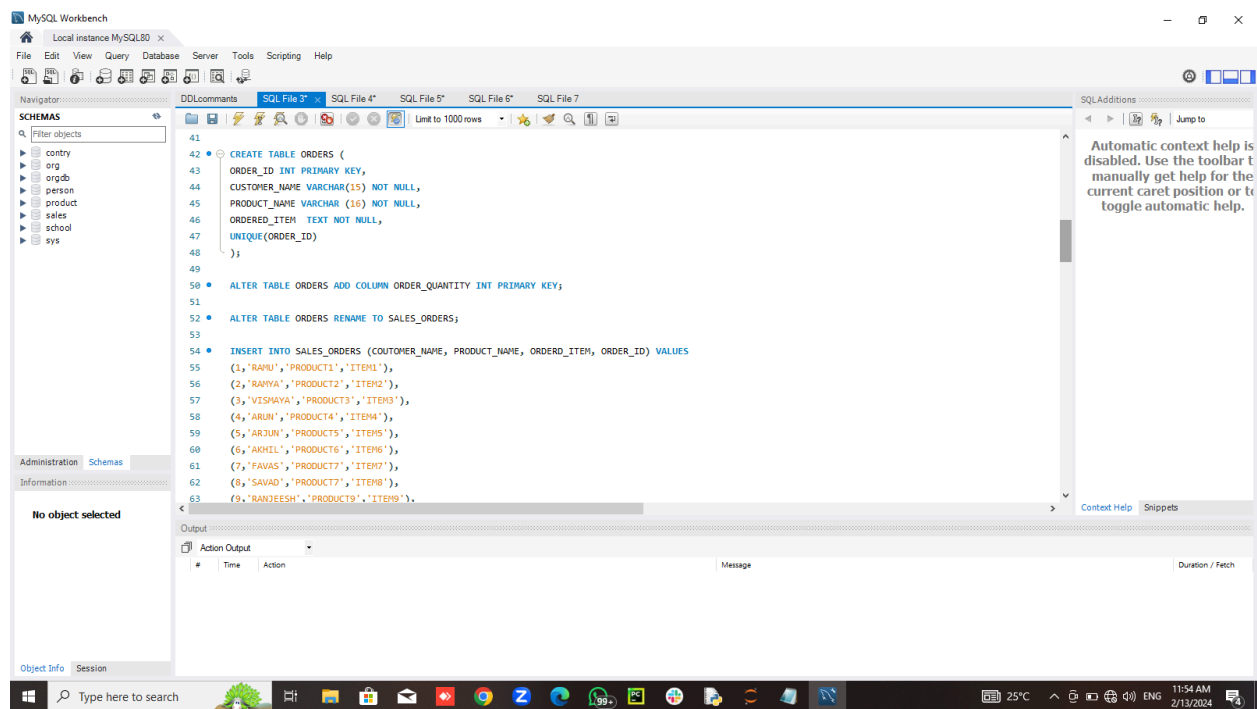 MySQL Workbench
Local instance MySQL80 ×
File Edit View Query Database Server Tools Scripting Help
Navigator
SCHEMAS
Filter objects
contry
org
orgdb
person
product
sales
school
sys
Administration Schemas
Information
No object selected
Object Info Session
DDLcommants SQL File 3* × SQL File 4* SQL File 5* SQL File 6* SQL File 7
Limit to 1000 rows
41
42 CREATE TABLE ORDERS (
43 ORDER_ID INT PRIMARY KEY,
44 CUSTOMER_NAME VARCHAR(15) NOT NULL,
45 PRODUCT_NAME VARCHAR (16) NOT NULL,
46 ORDERED_ITEM TEXT NOT NULL,
47 UNIQUE(ORDER_ID)
48 );
49
50 ALTER TABLE ORDERS ADD COLUMN ORDER_QUANTITY INT PRIMARY KEY;
51
52 ALTER TABLE ORDERS RENAME TO SALES_ORDERS;
53
54 INSERT INTO SALES_ORDERS (COUTOMER_NAME, PRODUCT_NAME, ORDERD_ITEM, ORDER_ID) VALUES
55 (1,'RAMU','PRODUCT1','ITEM1'),
56 (2,'RAMYA','PRODUCT2','ITEM2'),
57 (3,'VISMAYA','PRODUCT3','ITEM3'),
58 (4,'ARUN','PRODUCT4','ITEM4'),
59 (5,'ARJUN','PRODUCT5','ITEM5'),
60 (6,'AKHIL','PRODUCT6','ITEM6'),
61 (7,'FAVAS','PRODUCT7','ITEM7'),
62 (8,'SAVAD','PRODUCT7','ITEM8'),
63 (9,'RANJEESH','PRODUCT9','ITEM9'),
Output
Action Output
# Time Action Message Duration / Fetch
SQLAdditions
Jump to
Automatic context help is
disabled. Use the toolbar t
manually get help for the
current caret position or to
toggle automatic help.
Context Help Snippets
Type here to search
99+
25°C
ENG
11:54 AM
2/13/2024
4